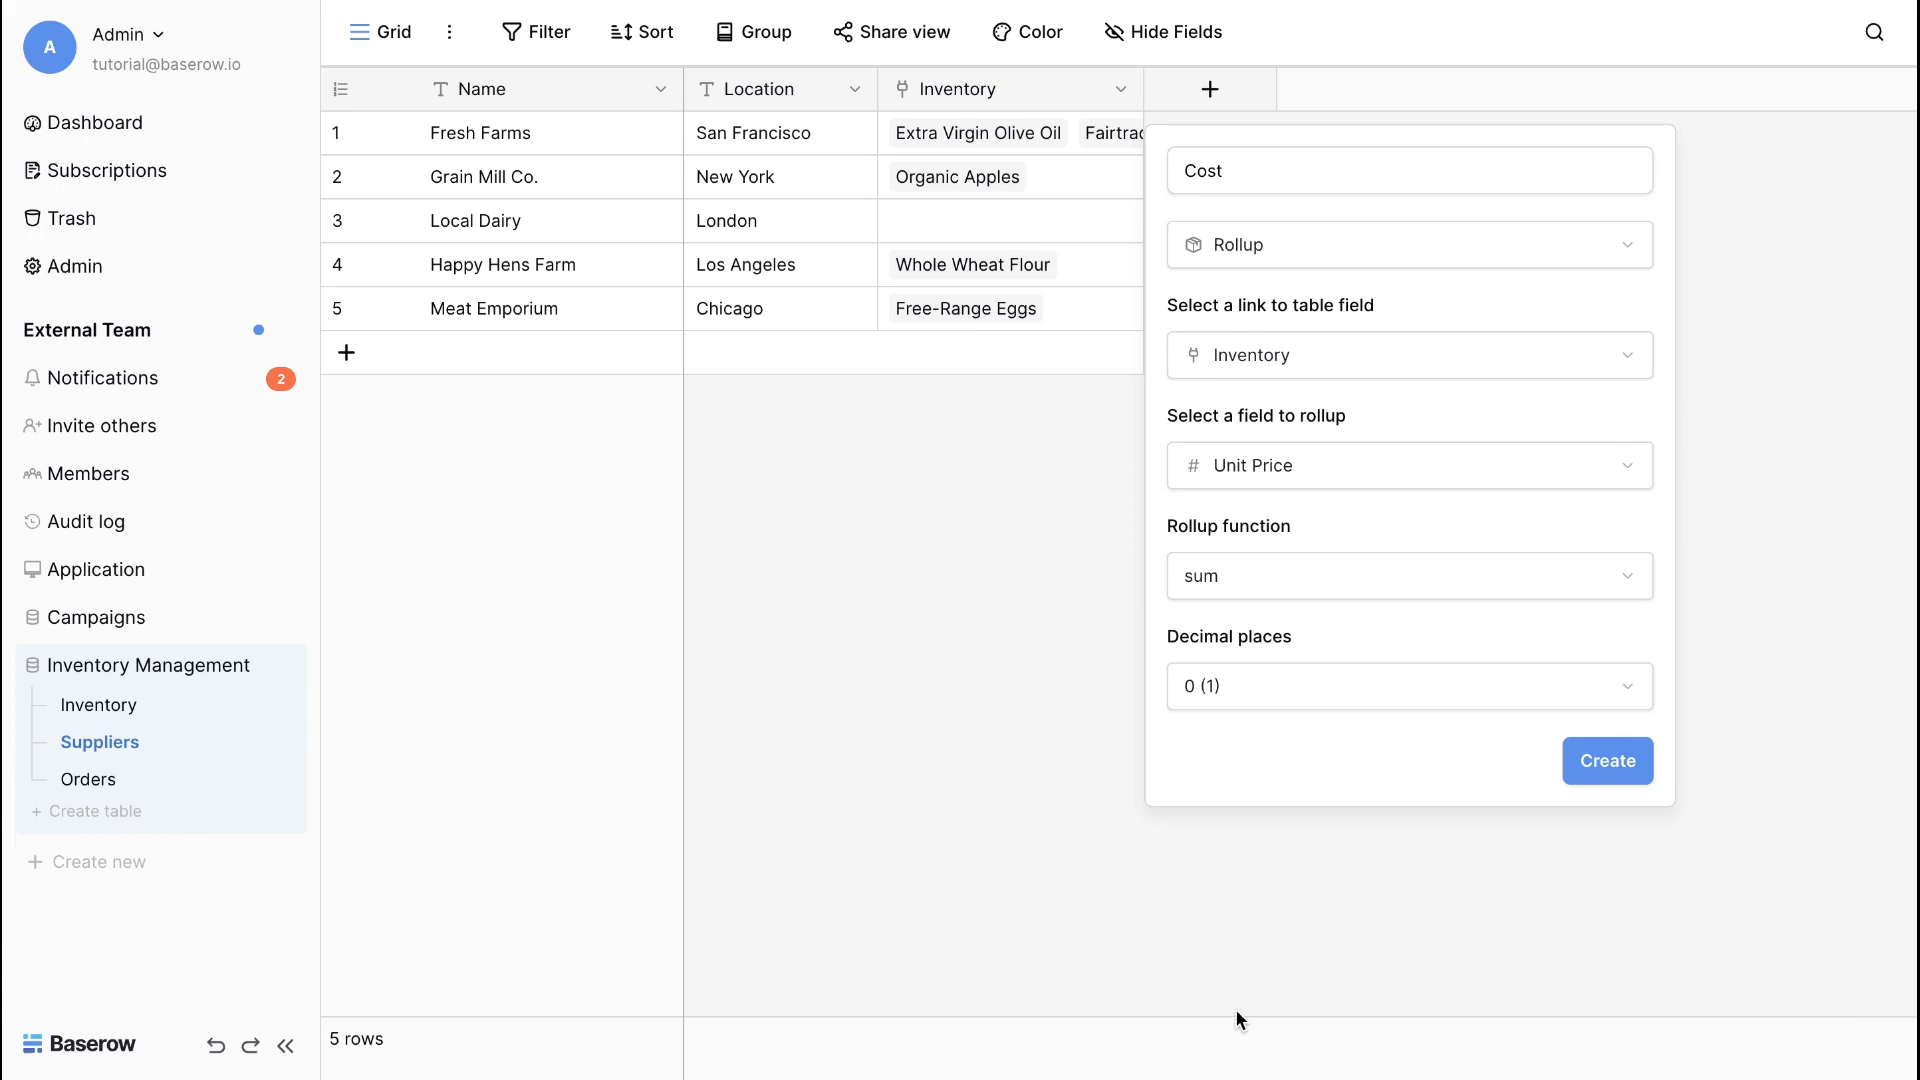 A
Admin
tutorial@baserow.io
Dashboard
Subscriptions
Trash
Admin
External Team
Notifications 2
Invite others
Members
Audit log
Application
Campaigns
Inventory Management
Inventory
Suppliers
Orders
+ Create table
+ Create new
Baserow
Grid Filter Sort Group Share view Color Hide Fields
Name Location Inventory +
1 Fresh Farms San Francisco Extra Virgin Olive Oil Fairtrac
2 Grain Mill Co. New York Organic Apples
3 Local Dairy London
4 Happy Hens Farm Los Angeles Whole Wheat Flour
5 Meat Emporium Chicago Free-Range Eggs
+
5 rows
Cost
Rollup
Select a link to table field
Inventory
Select a field to rollup
# Unit Price
Rollup function
sum
Decimal places
0 (1)
Create